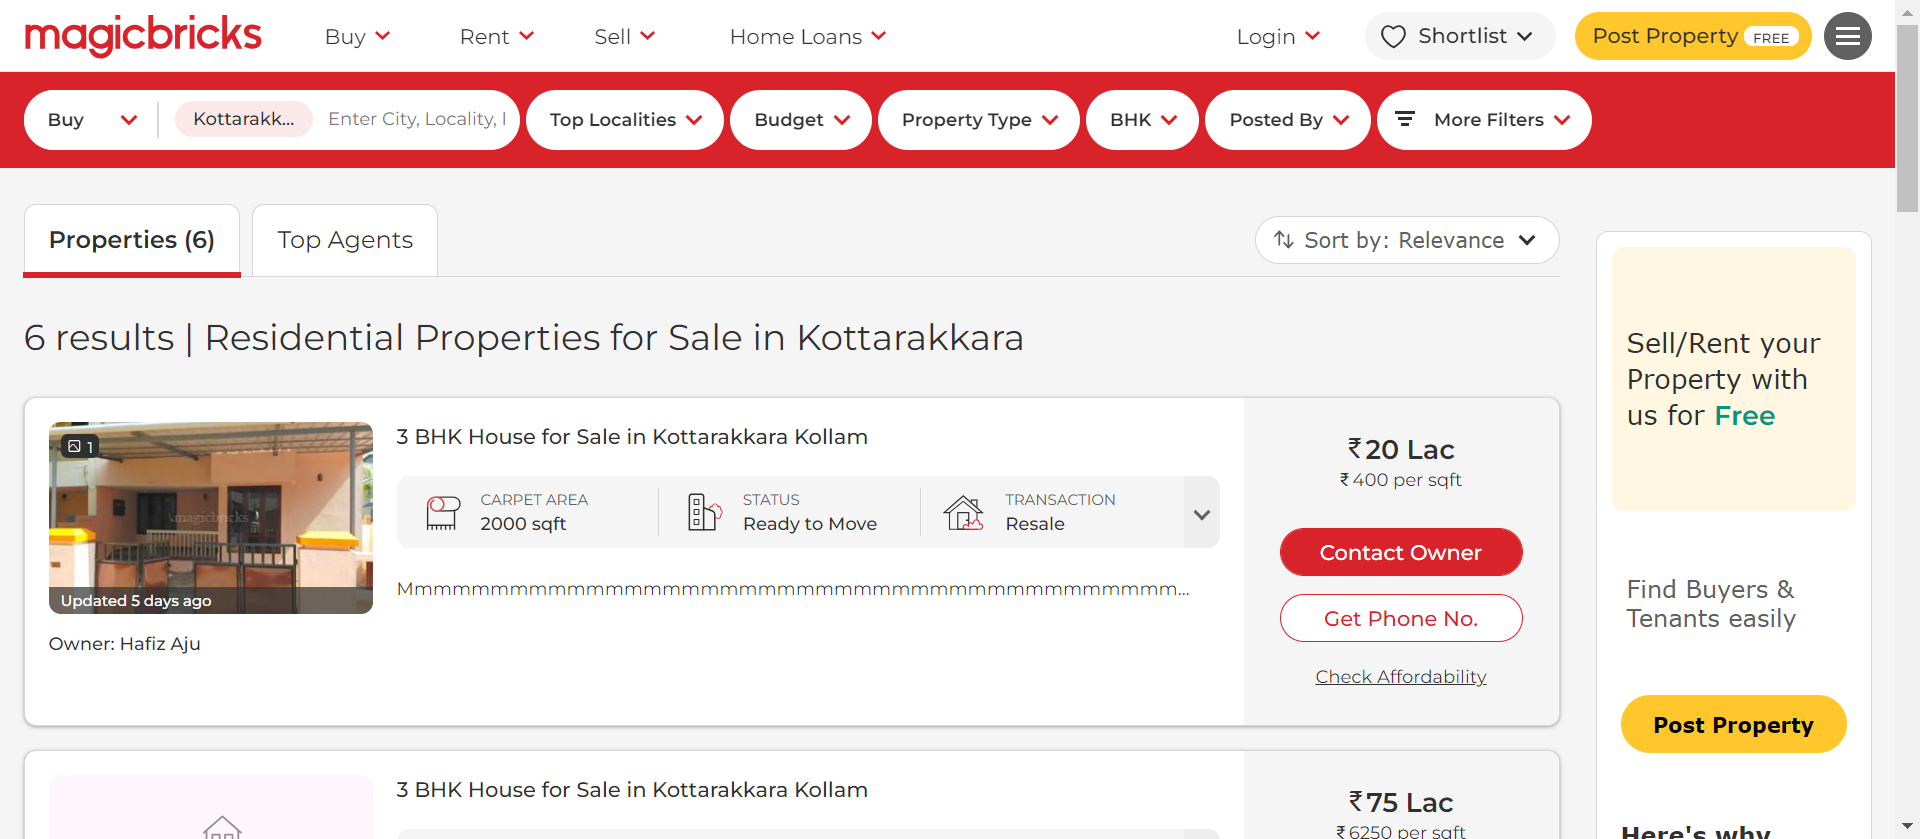 magicbricks
Buy
Rent
Sell
Home Loans
Login
Shortlist
Post Property FREE
Buy
Kottarakk...
Enter City, Locality, I
Top Localities
Budget
Property Type
BHK
Posted By
More Filters
Properties (6)
Top Agents
Sort by: Relevance
6 results | Residential Properties for Sale in Kottarakkara
1
magicbricks
Updated 5 days ago
Owner: Hafiz Aju
3 BHK House for Sale in Kottarakkara Kollam
CARPET AREA
2000 sqft
STATUS
Ready to Move
TRANSACTION
Resale
Mmmmmmmmmmmmmmmmmmmmmmmmmmmmmmmmmmmmmmmmm...
₹20 Lac
₹400 per sqft
Contact Owner
Get Phone No.
Check Affordability
3 BHK House for Sale in Kottarakkara Kollam
₹75 Lac
₹6250 per sqft
Sell/Rent your
Property with
us for Free
Find Buyers &
Tenants easily
Post Property
Here's why